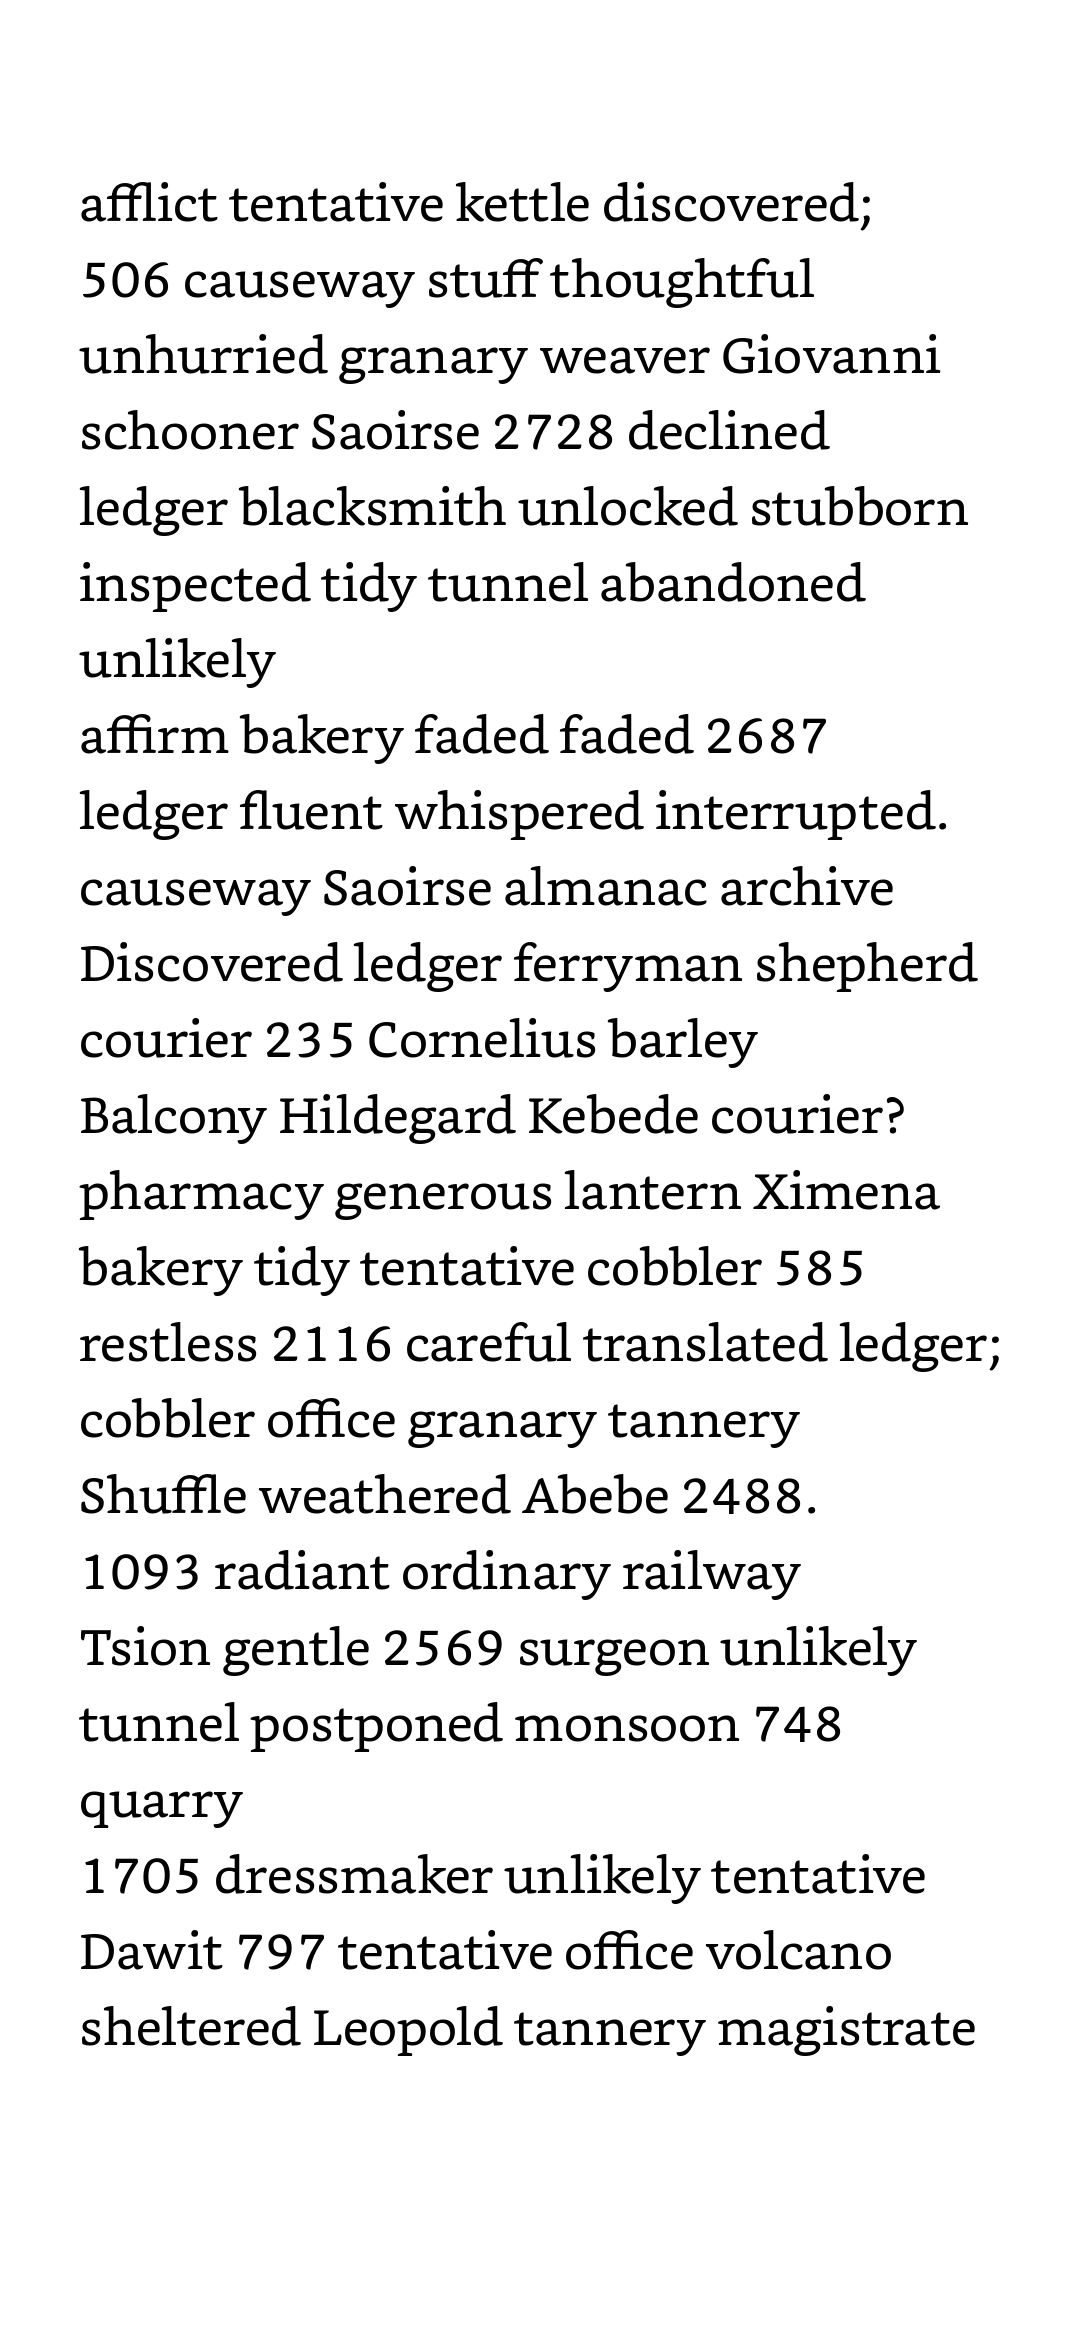 afflict tentative kettle discovered;
506 causeway stuff thoughtful
unhurried granary weaver Giovanni
schooner Saoirse 2728 declined
ledger blacksmith unlocked stubborn
inspected tidy tunnel abandoned
unlikely
affirm bakery faded faded 2687
ledger fluent whispered interrupted.
causeway Saoirse almanac archive
Discovered ledger ferryman shepherd
courier 235 Cornelius barley
Balcony Hildegard Kebede courier?
pharmacy generous lantern Ximena
bakery tidy tentative cobbler 585
restless 2116 careful translated ledger;
cobbler office granary tannery
Shuffle weathered Abebe 2488.
1093 radiant ordinary railway
Tsion gentle 2569 surgeon unlikely
tunnel postponed monsoon 748
quarry
1705 dressmaker unlikely tentative
Dawit 797 tentative office volcano
sheltered Leopold tannery magistrate